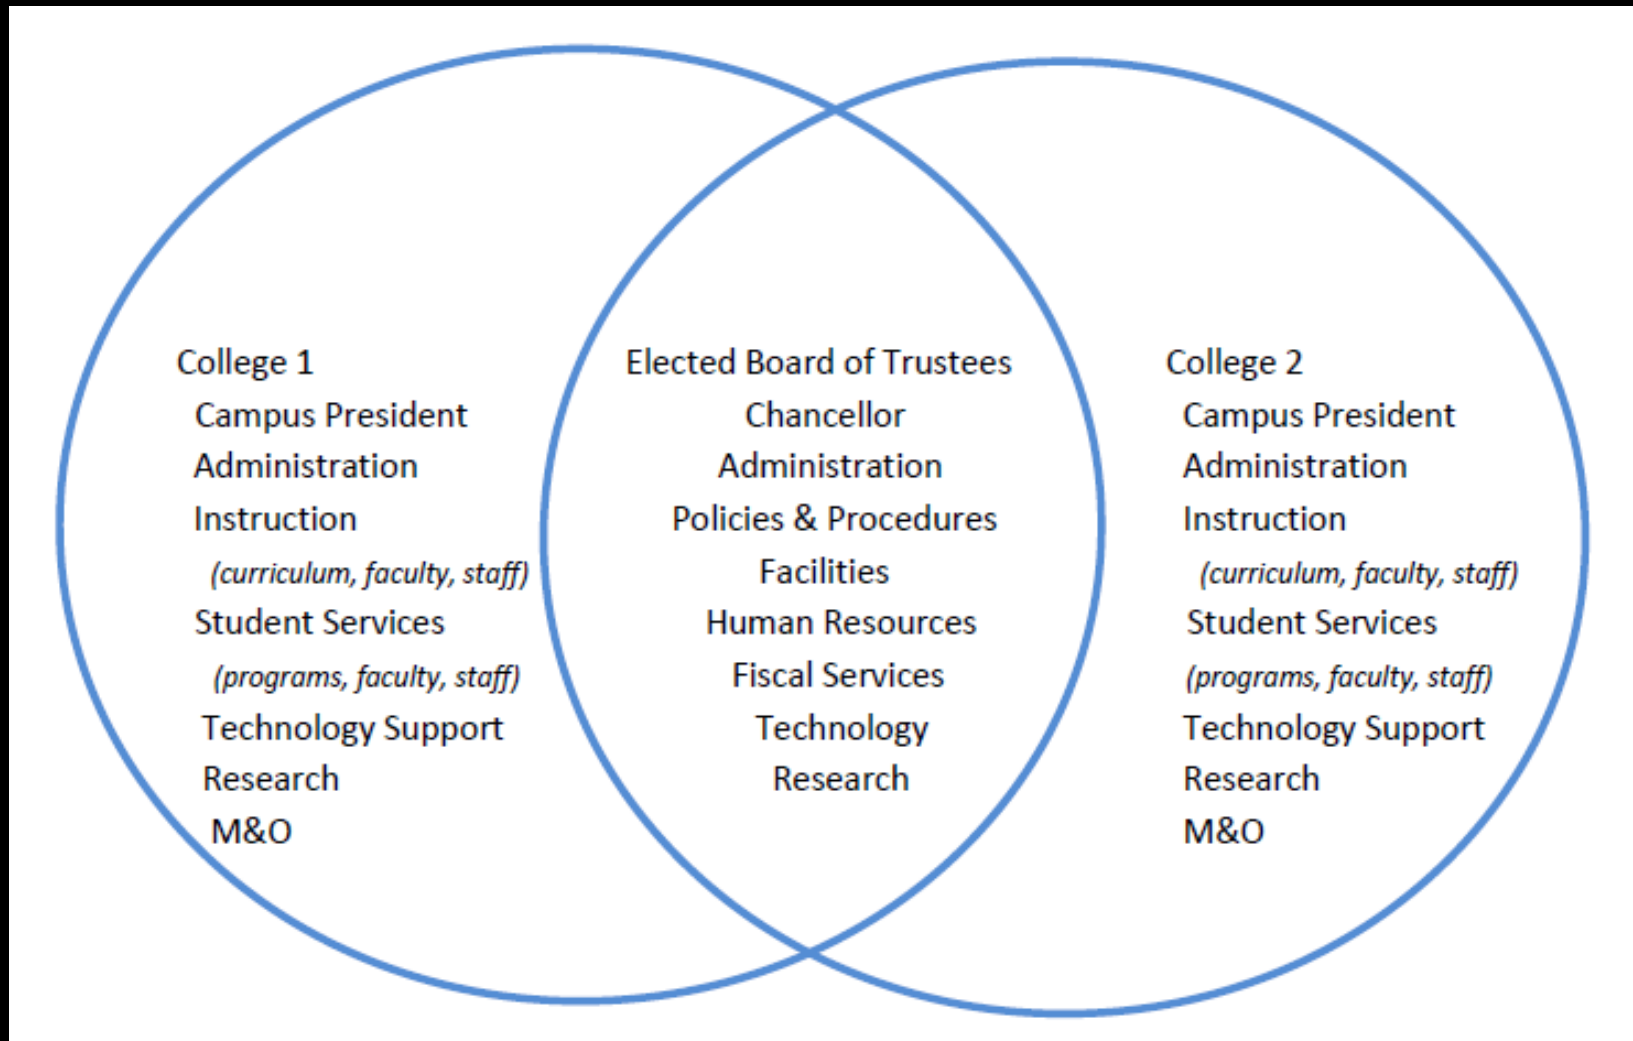 College 1
Campus President
Administration
Instruction
(curriculum, faculty, staff)
Student Services
(programs, faculty, staff)
Technology Support
Research
M&O
Elected Board of Trustees
Chancellor
Administration
Policies & Procedures
Facilities
Human Resources
Fiscal Services
Technology
Research
College 2
Campus President
Administration
Instruction
(curriculum, faculty, staff)
Student Services
(programs, faculty, staff)
Technology Support
Research
M&O